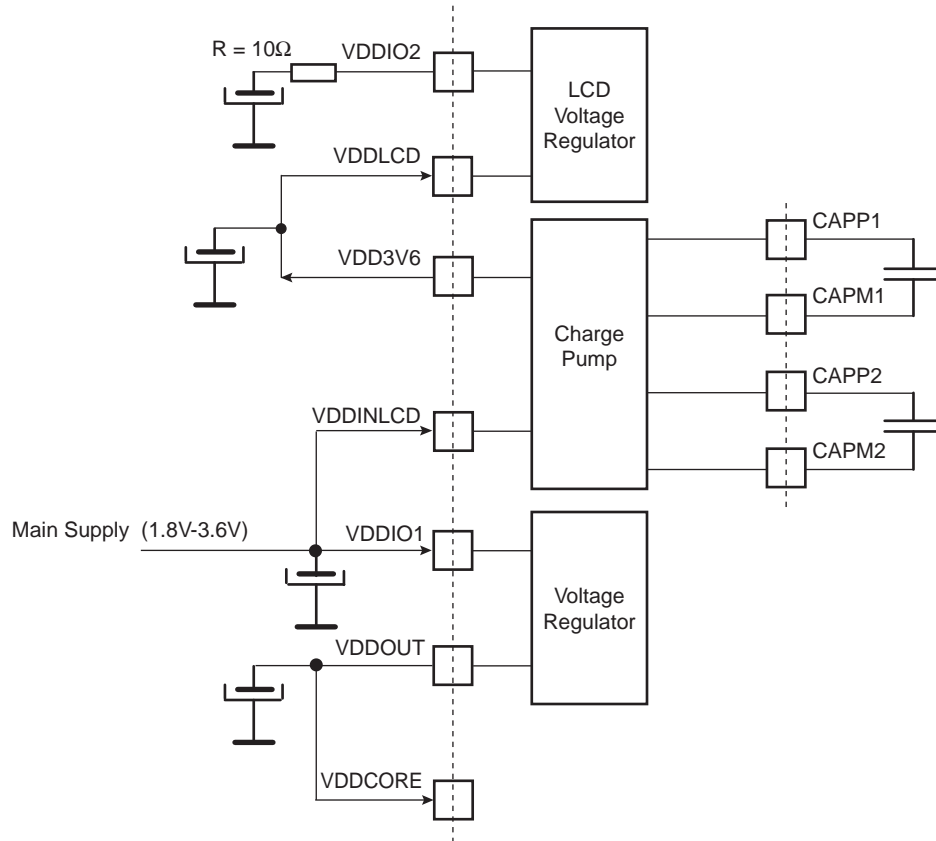 R = 10Ω
VDDIO2
LCD
Voltage
Regulator
VDDLCD
VDD3V6
CAPP1
CAPM1
Charge
Pump
CAPP2
CAPM2
VDDINLCD
Main Supply (1.8V-3.6V)
VDDIO1
Voltage
Regulator
VDDOUT
VDDCORE